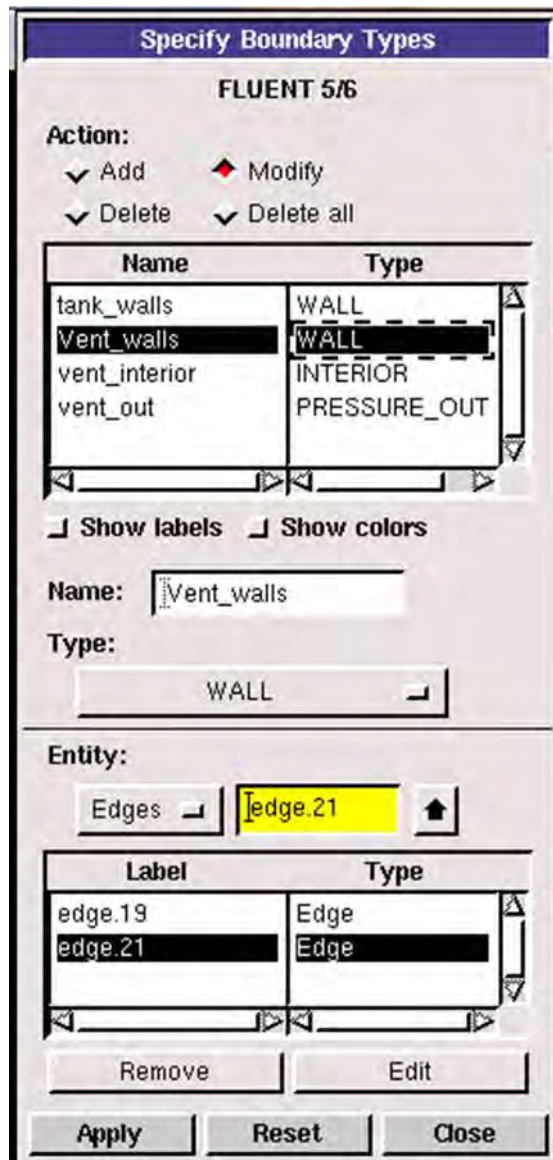 Specify Boundary Types
FLUENT 5/6
Action:
Add Modify
Delete Delete all
Name Type
tank_walls WALL
Vent_walls WALL
vent_interior INTERIOR
vent_out PRESSURE_OUT
Show labels Show colors
Name: Vent_walls
Type:
WALL
Entity:
Edges edge.21
Label Type
edge.19 Edge
edge.21 Edge
Remove Edit
Apply Reset Close